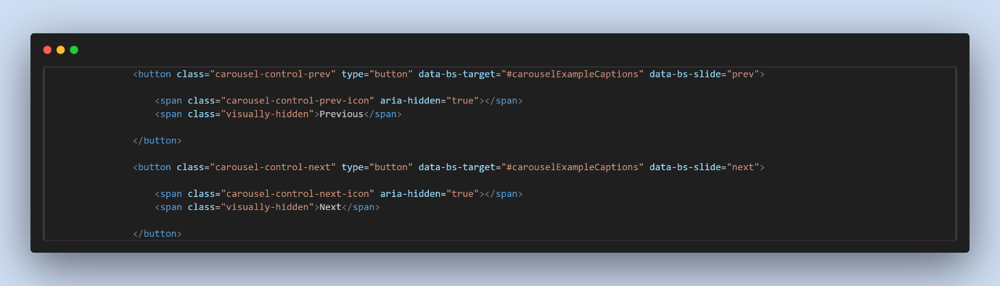 <button class="carousel-control-prev" type="button" data-bs-target="#carouselExampleCaptions" data-bs-slide="prev">
<span class="carousel-control-prev-icon" aria-hidden="true"></span>
<span class="visually-hidden">Previous</span>
</button>
<button class="carousel-control-next" type="button" data-bs-target="#carouselExampleCaptions" data-bs-slide="next">
<span class="carousel-control-next-icon" aria-hidden="true"></span>
<span class="visually-hidden">Next</span>
</button>